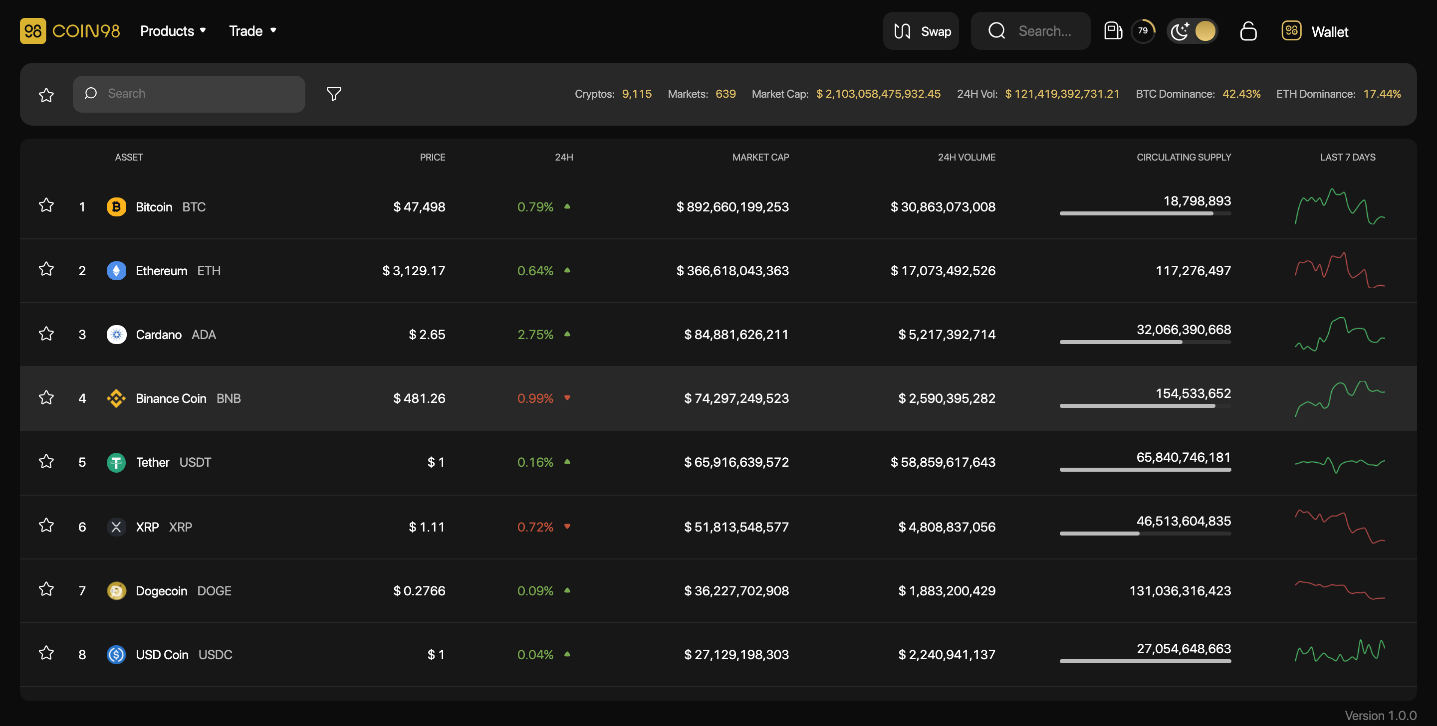 98 COIN98 Products Trade Swap Search... 79 98 Wallet
Search Cryptos: 9,115 Markets: 639 Market Cap: $ 2,103,058,475,932.45 24H Vol: $ 121,419,392,731.21 BTC Dominance: 42.43% ETH Dominance: 17.44%
ASSET PRICE 24H MARKET CAP 24H VOLUME CIRCULATING SUPPLY LAST 7 DAYS
1 Bitcoin BTC $ 47,498 0.79% $ 892,660,199,253 $ 30,863,073,008 18,798,893
2 Ethereum ETH $ 3,129.17 0.64% $ 366,618,043,363 $ 17,073,492,526 117,276,497
3 Cardano ADA $ 2.65 2.75% $ 84,881,626,211 $ 5,217,392,714 32,066,390,668
4 Binance Coin BNB $ 481.26 0.99% $ 74,297,249,523 $ 2,590,395,282 154,533,652
5 Tether USDT $ 1 0.16% $ 65,916,639,572 $ 58,859,617,643 65,840,746,181
6 XRP XRP $ 1.11 0.72% $ 51,813,548,577 $ 4,808,837,056 46,513,604,835
7 Dogecoin DOGE $ 0.2766 0.09% $ 36,227,702,908 $ 1,883,200,429 131,036,316,423
8 USD Coin USDC $ 1 0.04% $ 27,129,198,303 $ 2,240,941,137 27,054,648,663
Version 1.0.0